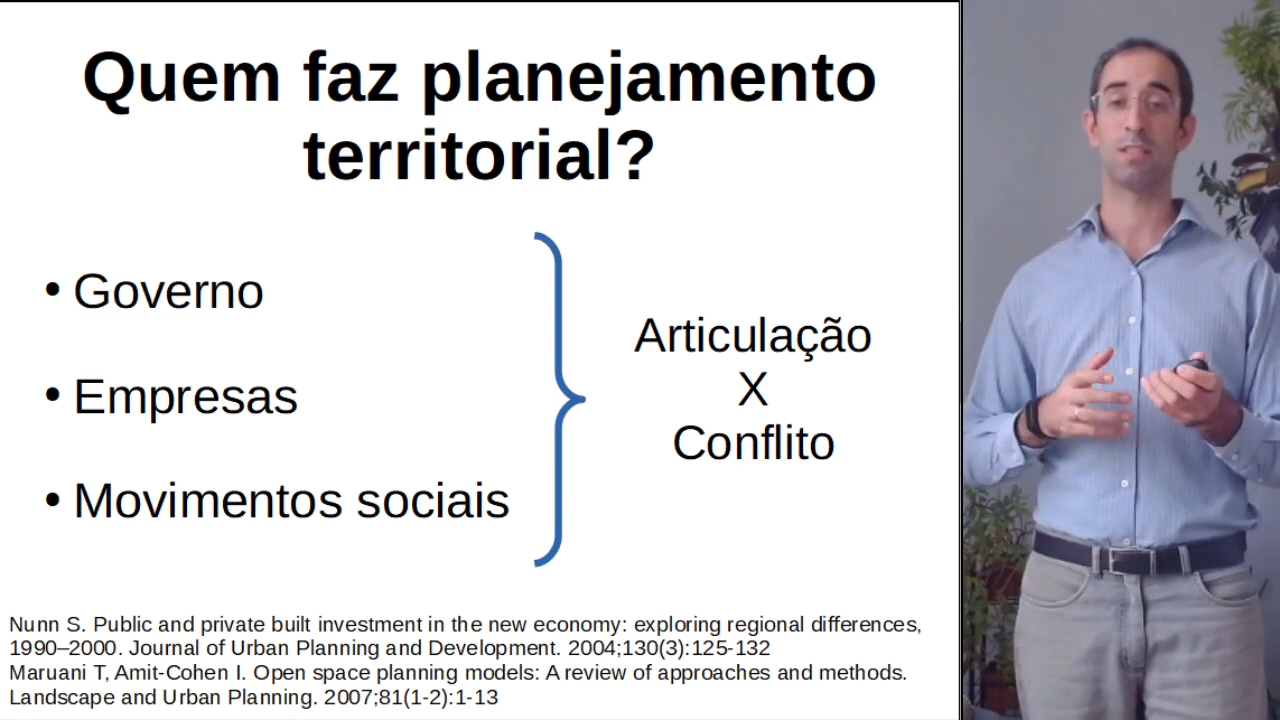 Quem faz planejamento
territorial?
• Governo
• Empresas
• Movimentos sociais
Articulação
X
Conflito
Nunn S. Public and private built investment in the new economy: exploring regional differences,
1990–2000. Journal of Urban Planning and Development. 2004;130(3):125-132
Maruani T, Amit-Cohen I. Open space planning models: A review of approaches and methods.
Landscape and Urban Planning. 2007;81(1-2):1-13